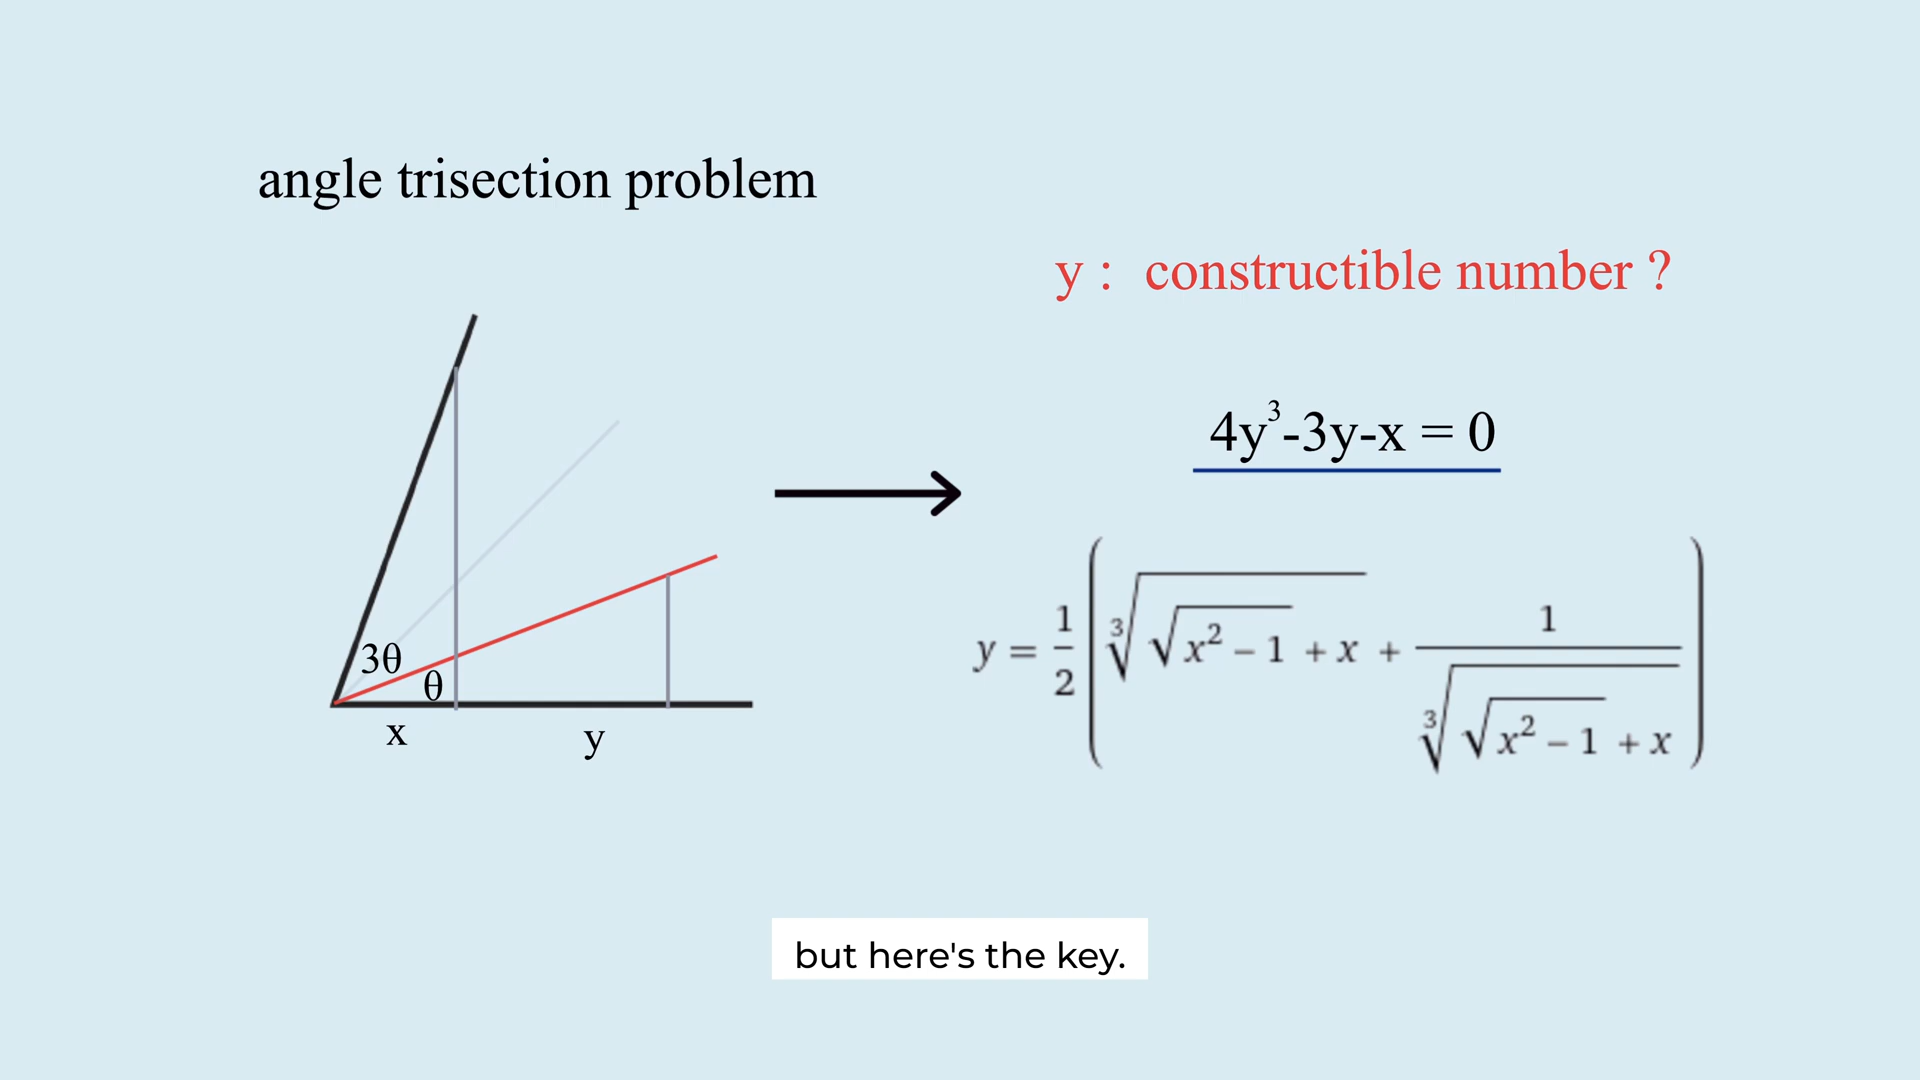 angle trisection problem
y : constructible number ?
4y³-3y-x = 0
3θ
θ
x
y
y = 1/2 ( ∛(√(x² – 1) + x) + 1/∛(√(x² – 1) + x) )
but here's the key.